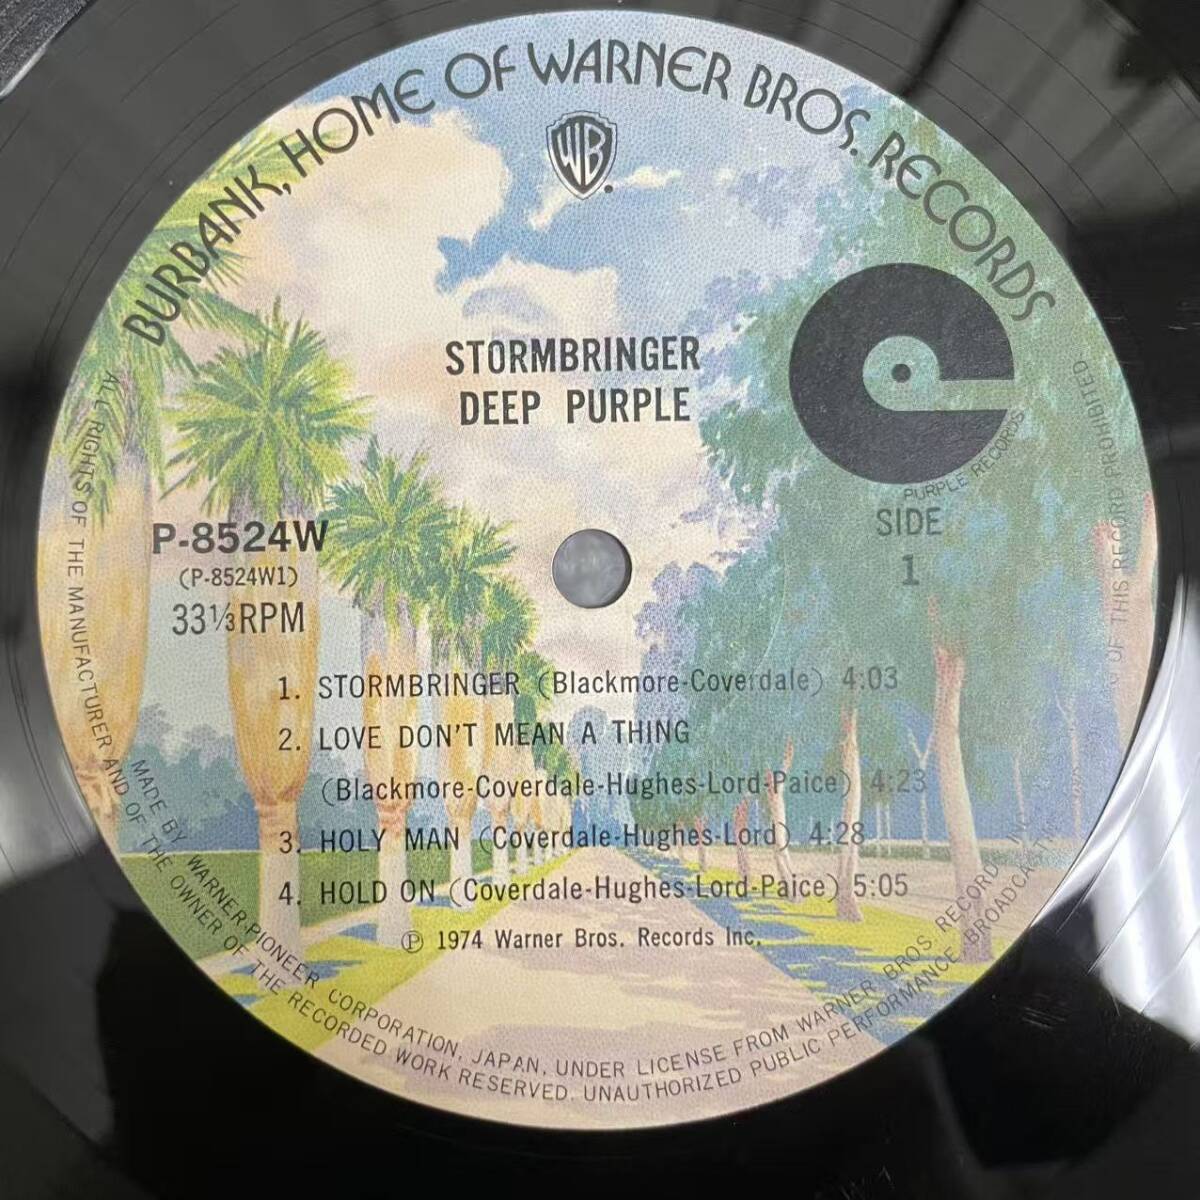 BURBANK, HOME OF WARNER BROS. RECORDS
WB
STORMBRINGER
DEEP PURPLE
PURPLE RECORDS
SIDE
1
P-8524W
(P-8524W1)
33⅓RPM
1. STORMBRINGER (Blackmore-Coverdale) 4:03
2. LOVE DON'T MEAN A THING
(Blackmore-Coverdale-Hughes-Lord-Paice) 4:23
3. HOLY MAN (Coverdale-Hughes-Lord) 4:28
4. HOLD ON (Coverdale-Hughes-Lord-Paice) 5:05
Ⓟ 1974 Warner Bros. Records Inc.
MADE BY WARNER-PIONEER CORPORATION, JAPAN, UNDER LICENSE FROM WARNER BROS. RECORD INC.
ALL RIGHTS OF THE MANUFACTURER AND OF THE OWNER OF THE RECORDED WORK RESERVED. UNAUTHORIZED PUBLIC PERFORMANCE, BROADCASTING OF THIS RECORD PROHIBITED